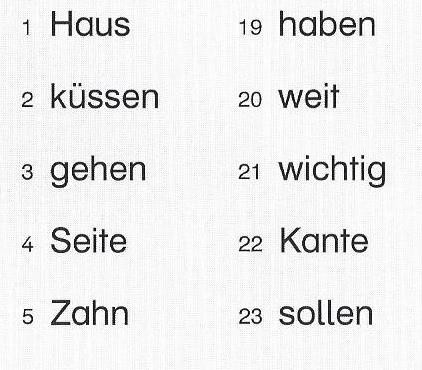 1 Haus
2 küssen
3 gehen
4 Seite
5 Zahn
19 haben
20 weit
21 wichtig
22 Kante
23 sollen